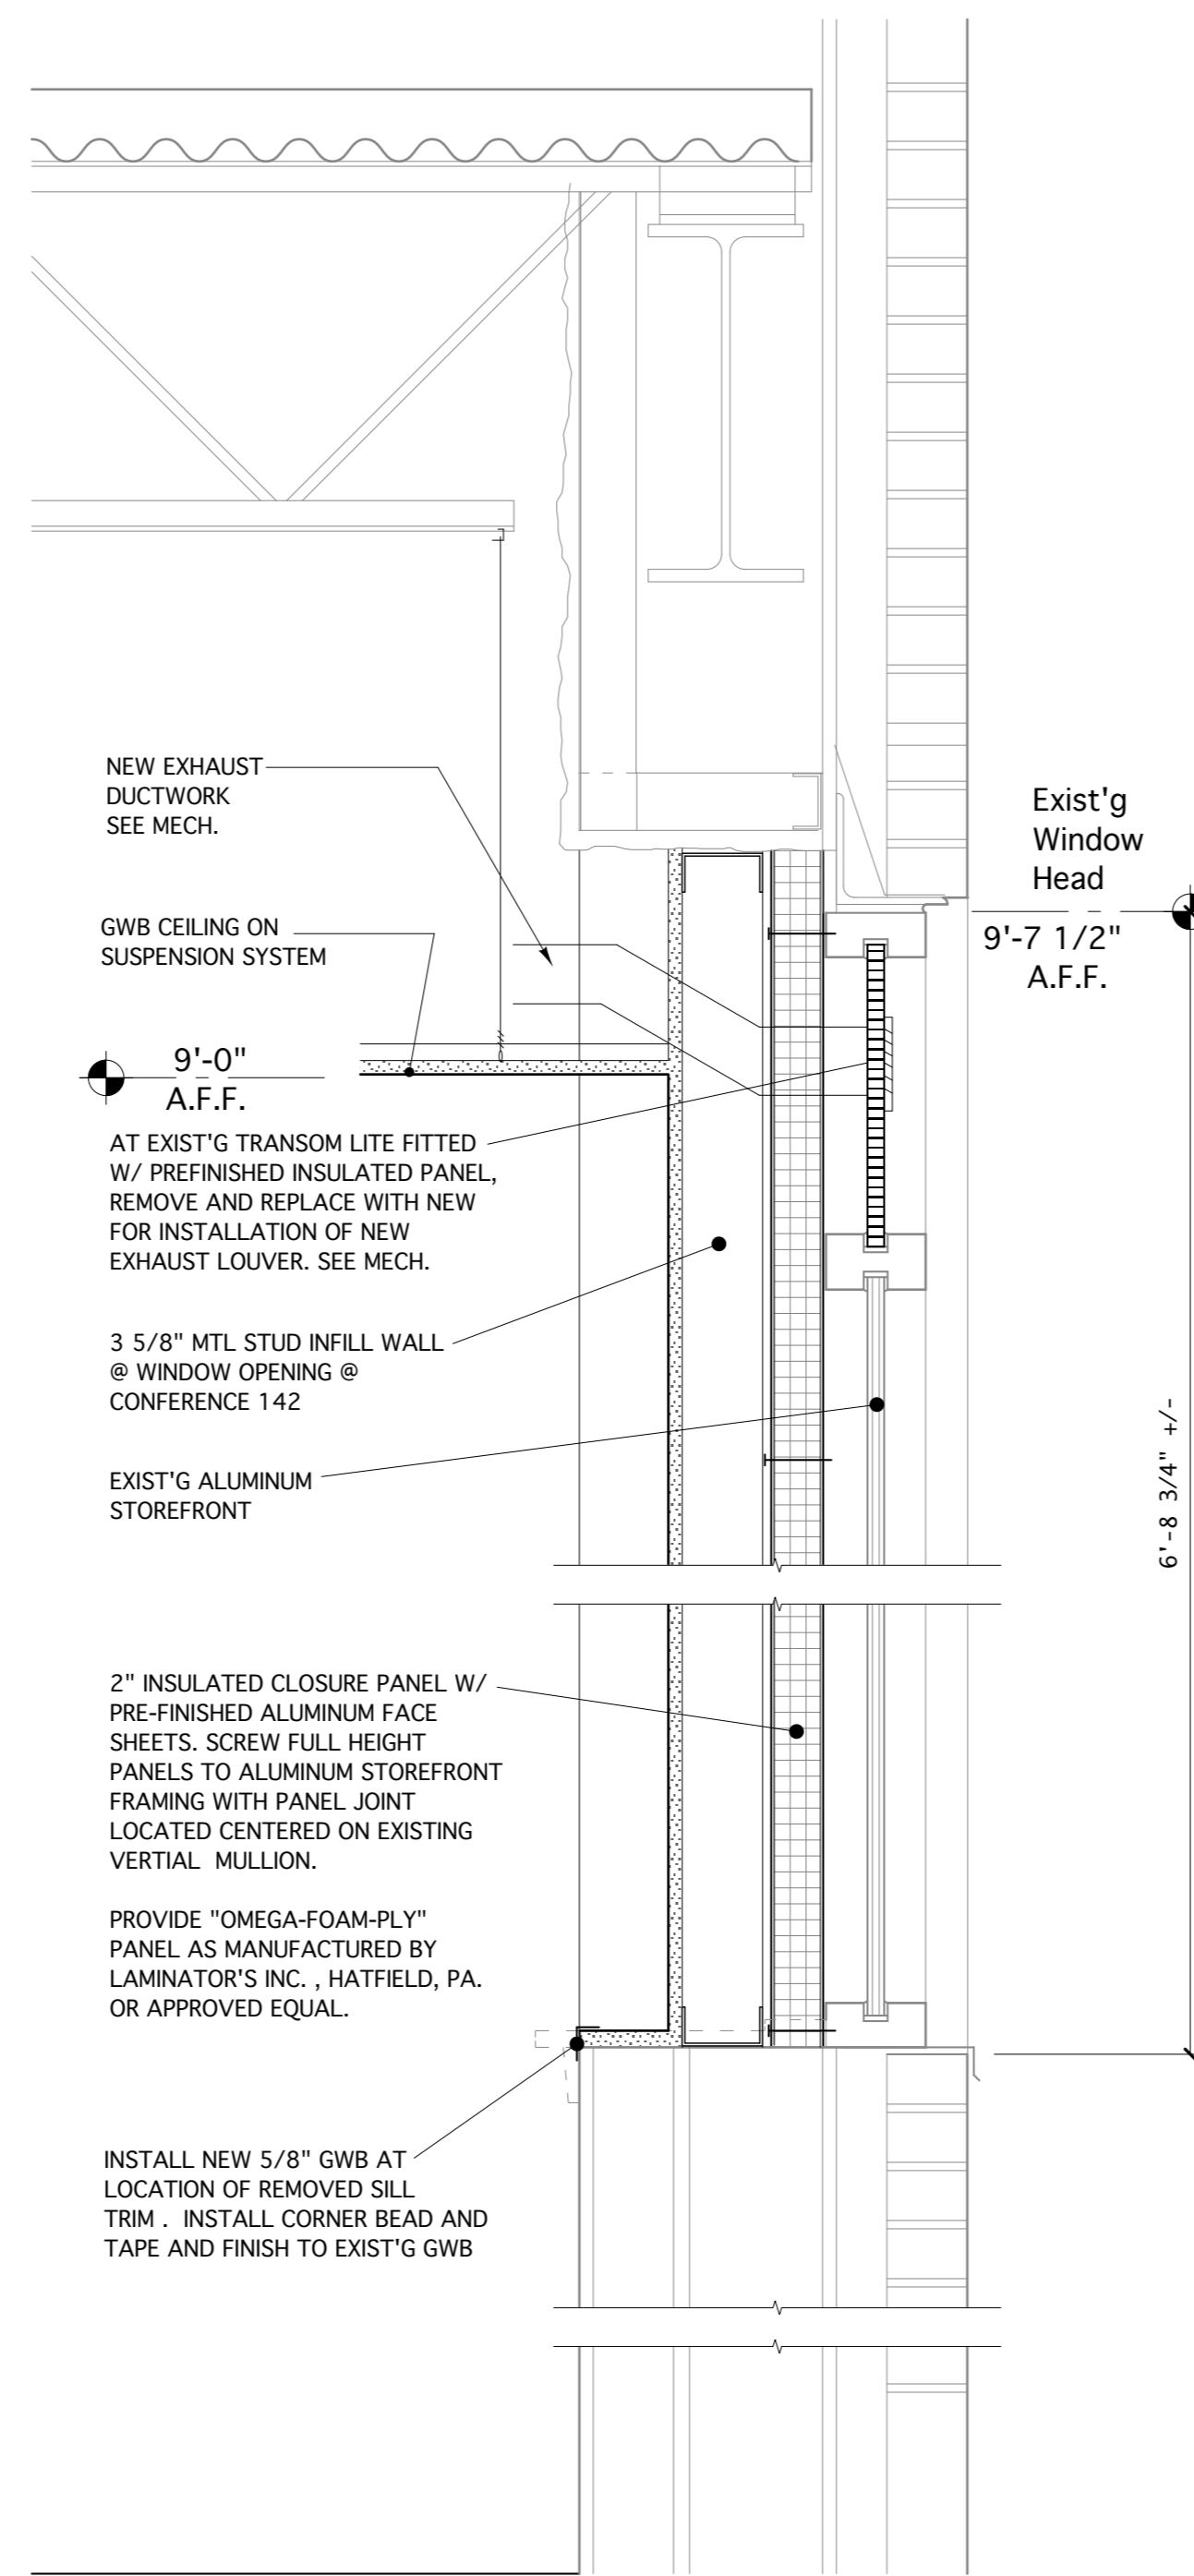 NEW EXHAUST
DUCTWORK
SEE MECH.
Exist'g
Window
Head
9'-7 1/2"
A.F.F.
GWB CEILING ON
SUSPENSION SYSTEM
9'-0"
A.F.F.
AT EXIST'G TRANSOM LITE FITTED
W/ PREFINISHED INSULATED PANEL,
REMOVE AND REPLACE WITH NEW
FOR INSTALLATION OF NEW
EXHAUST LOUVER. SEE MECH.
3 5/8" MTL STUD INFILL WALL
@ WINDOW OPENING @
CONFERENCE 142
6'-8 3/4" +/-
EXIST'G ALUMINUM
STOREFRONT
2" INSULATED CLOSURE PANEL W/
PRE-FINISHED ALUMINUM FACE
SHEETS. SCREW FULL HEIGHT
PANELS TO ALUMINUM STOREFRONT
FRAMING WITH PANEL JOINT
LOCATED CENTERED ON EXISTING
VERTIAL  MULLION.
PROVIDE "OMEGA-FOAM-PLY"
PANEL AS MANUFACTURED BY
LAMINATOR'S INC. , HATFIELD, PA.
OR APPROVED EQUAL.
INSTALL NEW 5/8" GWB AT
LOCATION OF REMOVED SILL
TRIM .  INSTALL CORNER BEAD AND
TAPE AND FINISH TO EXIST'G GWB